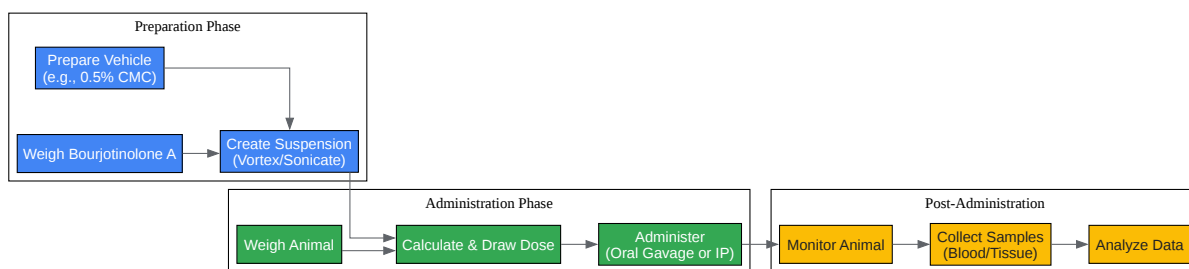 Preparation Phase
Prepare Vehicle
(e.g., 0.5% CMC)
Weigh Bourjotinolone A
Create Suspension
(Vortex/Sonicate)
Administration Phase
Weigh Animal
Calculate & Draw Dose
Administer
(Oral Gavage or IP)
Post-Administration
Monitor Animal
Collect Samples
(Blood/Tissue)
Analyze Data